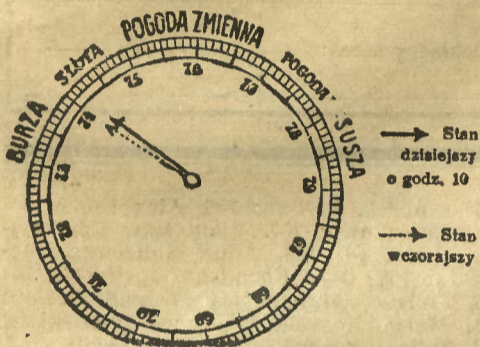 POGODA ZMIENNA
SŁOTA
POGODA
BURZA
SUSZA
75
76
77
74
78
73
79
72
67
71
68
70
69
Stan
dzisiejszy
o godz. 10
Stan
wczorajszy